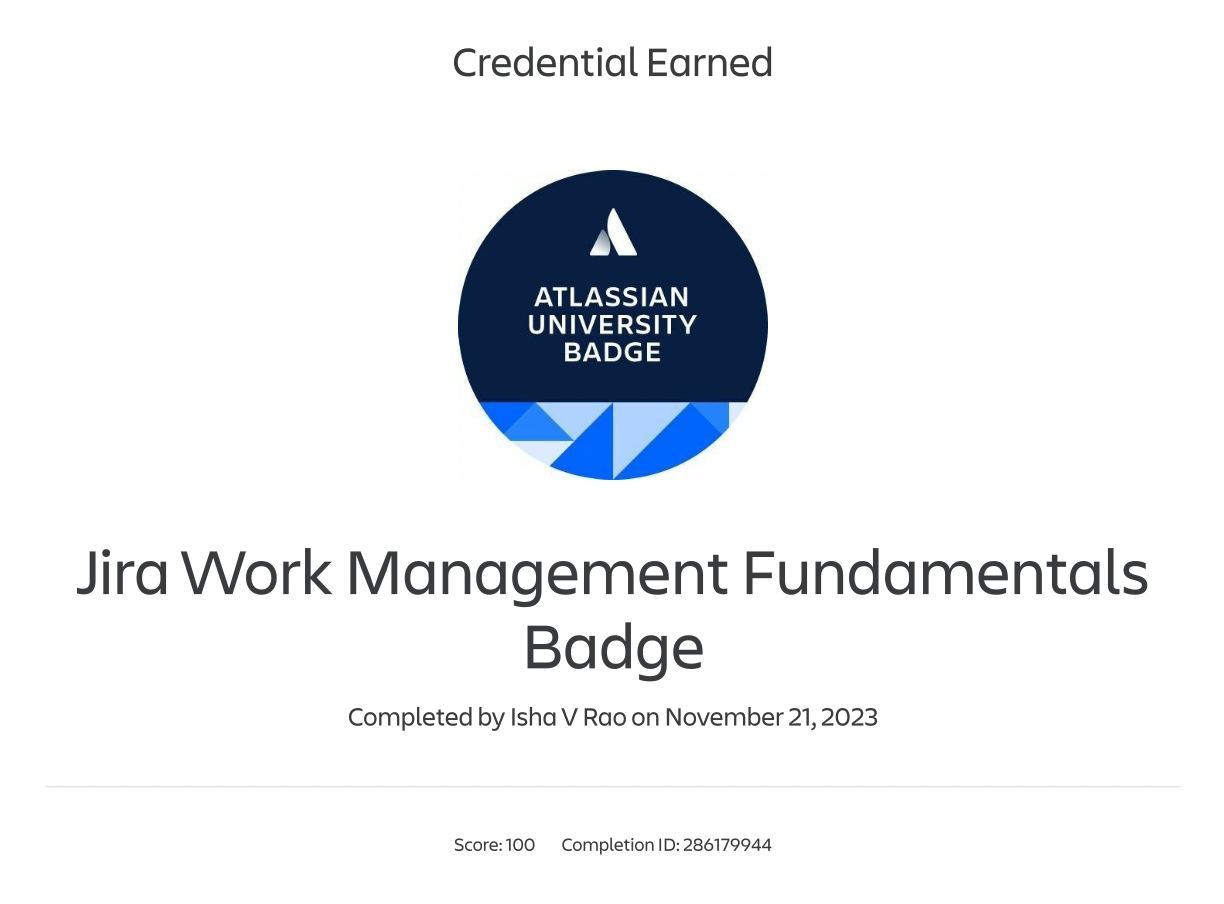 Credential Earned
ATLASSIAN
UNIVERSITY
BADGE
Jira Work Management Fundamentals
Badge
Completed by Isha V Rao on November 21, 2023
Score: 100 Completion ID: 286179944